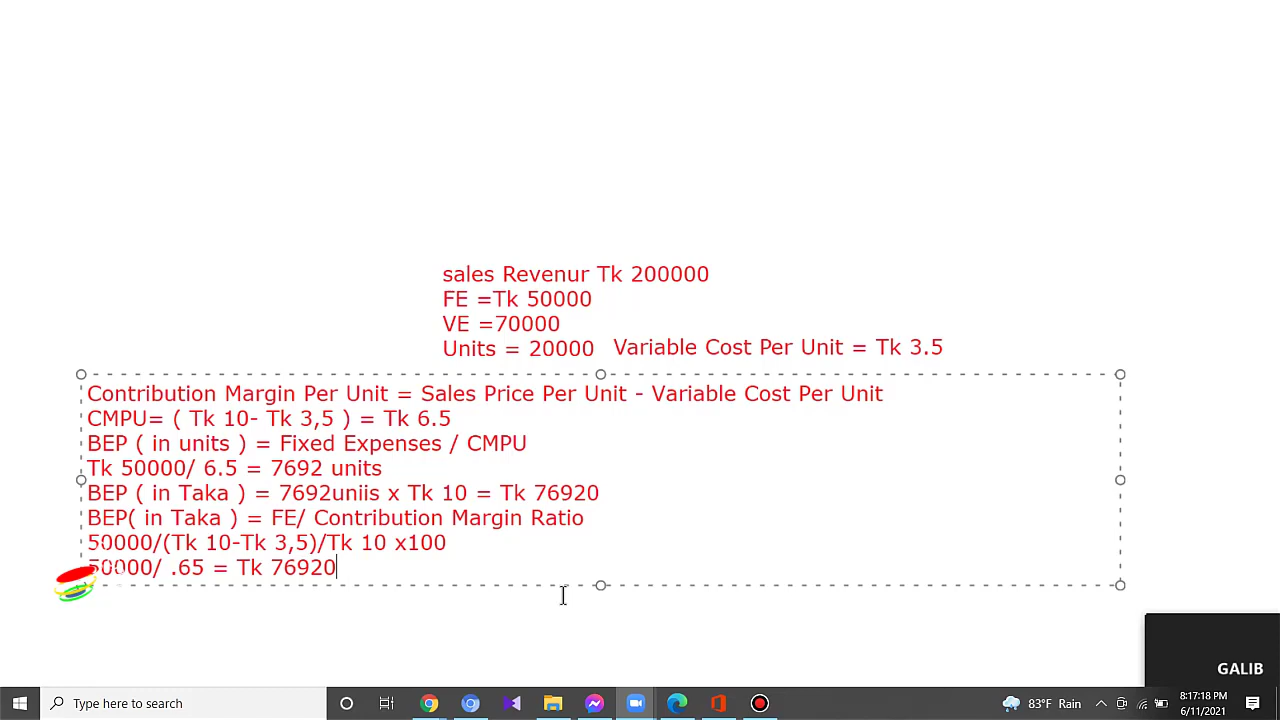 sales Revenur Tk 200000
FE =Tk 50000
VE =70000
Units = 20000 Variable Cost Per Unit = Tk 3.5
Contribution Margin Per Unit = Sales Price Per Unit - Variable Cost Per Unit
CMPU= ( Tk 10- Tk 3,5 ) = Tk 6.5
BEP ( in units ) = Fixed Expenses / CMPU
Tk 50000/ 6.5 = 7692 units
BEP ( in Taka ) = 7692uniis x Tk 10 = Tk 76920
BEP( in Taka ) = FE/ Contribution Margin Ratio
50000/(Tk 10-Tk 3,5)/Tk 10 x100
50000/ .65 = Tk 76920
GALIB
Type here to search
83°F Rain
8:17:18 PM
6/11/2021